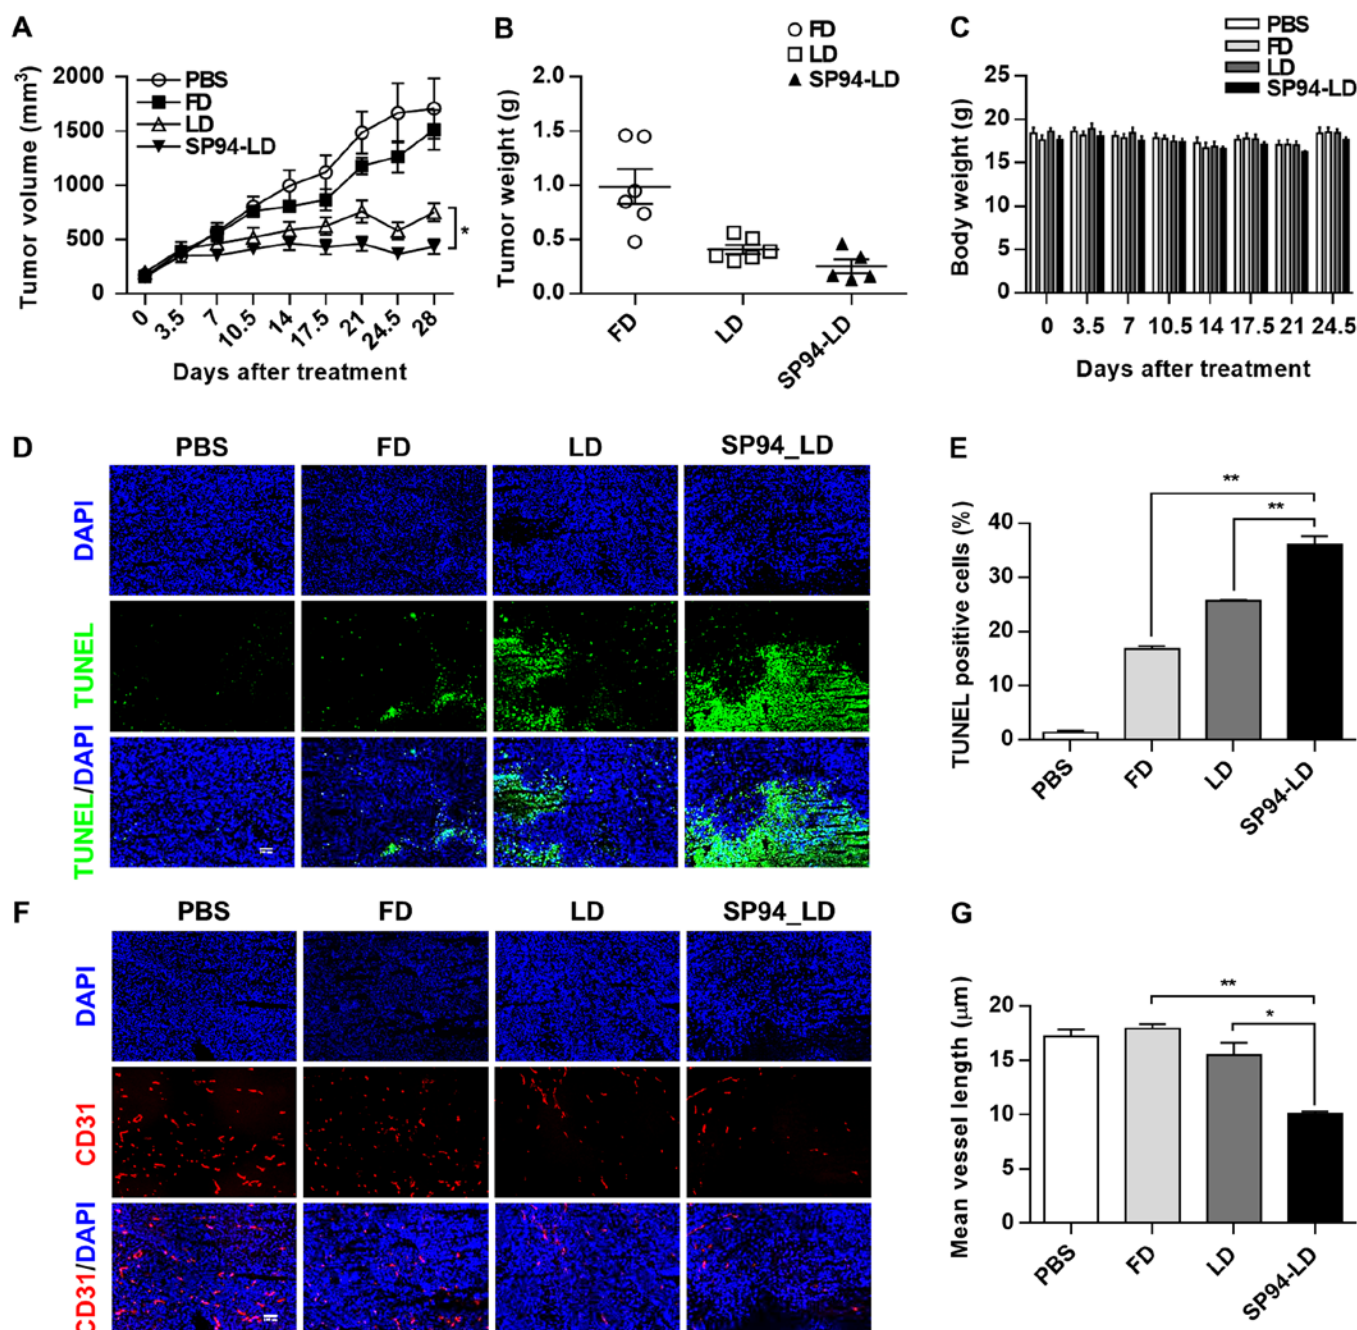 A
PBS
FD
LD
SP94-LD
*
Tumor volume (mm³)
2000
1500
1000
500
0
0 3.5 7 10.5 14 17.5 21 24.5 28
Days after treatment
B
FD
LD
SP94-LD
Tumor weight (g)
2.0
1.5
1.0
0.5
0.0
FD LD SP94-LD
C
PBS
FD
LD
SP94-LD
Body weight (g)
25
20
15
10
5
0
0 3.5 7 10.5 14 17.5 21 24.5
Days after treatment
D
PBS FD LD SP94_LD
DAPI
TUNEL
TUNEL/DAPI
E
**
**
TUNEL positive cells (%)
40
30
20
10
0
PBS FD LD SP94-LD
F
PBS FD LD SP94_LD
DAPI
CD31
CD31/DAPI
G
**
*
Mean vessel length (μm)
20
15
10
5
0
PBS FD LD SP94-LD